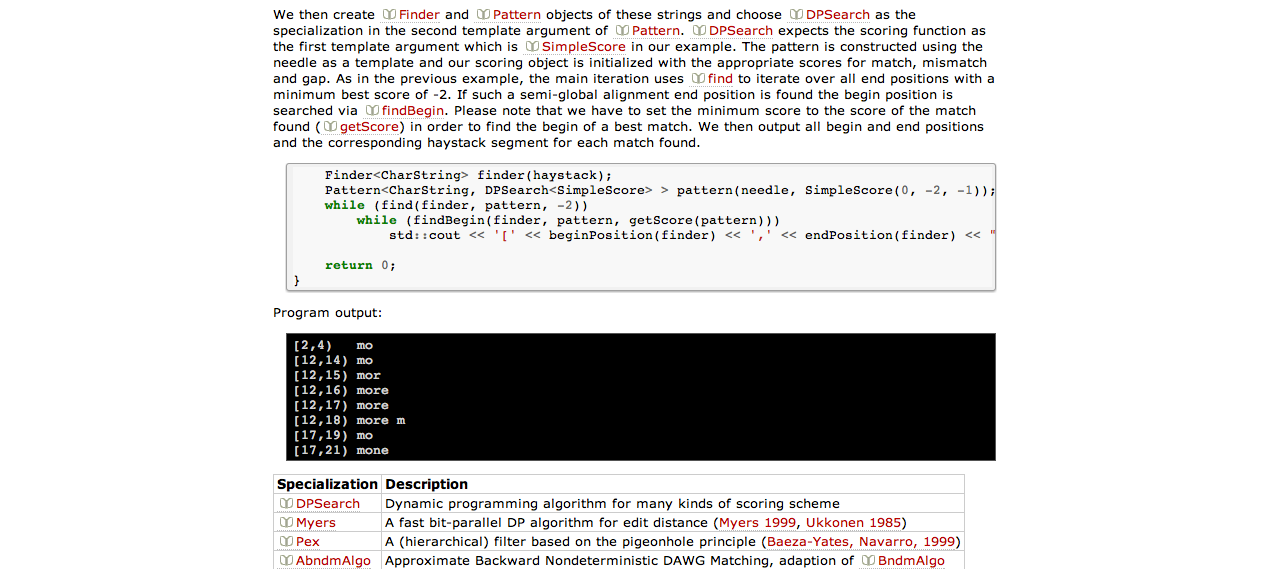 We then create Finder and Pattern objects of these strings and choose DPSearch as the
specialization in the second template argument of Pattern. DPSearch expects the scoring function as
the first template argument which is SimpleScore in our example. The pattern is constructed using the
needle as a template and our scoring object is initialized with the appropriate scores for match, mismatch
and gap. As in the previous example, the main iteration uses find to iterate over all end positions with a
minimum best score of -2. If such a semi-global alignment end position is found the begin position is
searched via findBegin. Please note that we have to set the minimum score to the score of the match
found ( getScore) in order to find the begin of a best match. We then output all begin and end positions
and the corresponding haystack segment for each match found.
Finder<CharString> finder(haystack);
Pattern<CharString, DPSearch<SimpleScore> > pattern(needle, SimpleScore(0, -2, -1));
while (find(finder, pattern, -2))
while (findBegin(finder, pattern, getScore(pattern)))
std::cout << '[' << beginPosition(finder) << ',' << endPosition(finder) << "
return 0;
}
Program output:
[2,4) mo
[12,14) mo
[12,15) mor
[12,16) more
[12,17) more
[12,18) more m
[17,19) mo
[17,21) mone
Specialization Description
DPSearch Dynamic programming algorithm for many kinds of scoring scheme
Myers A fast bit-parallel DP algorithm for edit distance (Myers 1999, Ukkonen 1985)
Pex A (hierarchical) filter based on the pigeonhole principle (Baeza-Yates, Navarro, 1999)
AbndmAlgo Approximate Backward Nondeterministic DAWG Matching, adaption of BndmAlgo